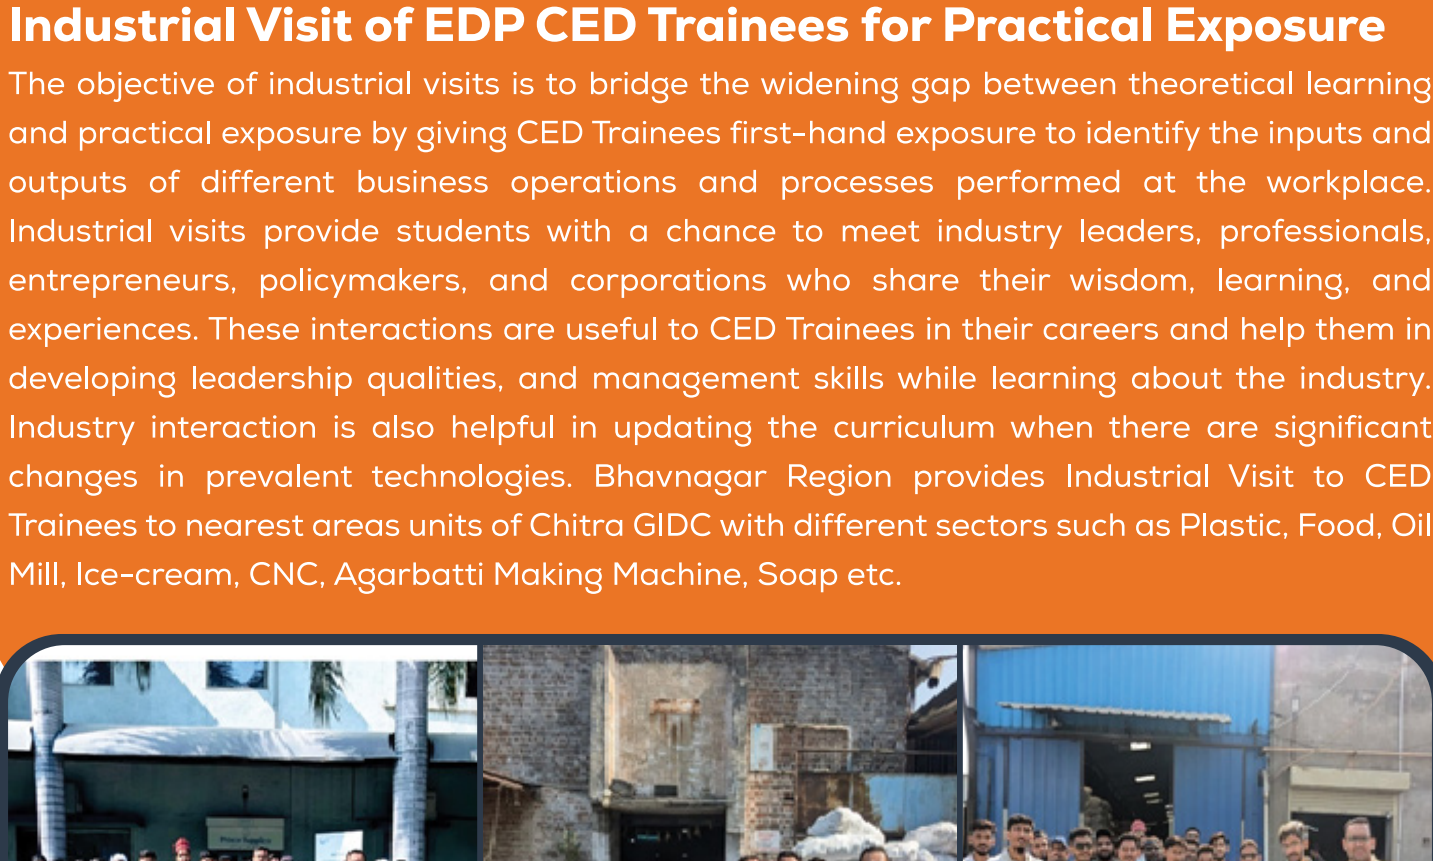 Industrial Visit of EDP CED Trainees for Practical Exposure
The objective of industrial visits is to bridge the widening gap between theoretical learning
and practical exposure by giving CED Trainees first-hand exposure to identify the inputs and
outputs of different business operations and processes performed at the workplace.
Industrial visits provide students with a chance to meet industry leaders, professionals,
entrepreneurs, policymakers, and corporations who share their wisdom, learning, and
experiences. These interactions are useful to CED Trainees in their careers and help them in
developing leadership qualities, and management skills while learning about the industry.
Industry interaction is also helpful in updating the curriculum when there are significant
changes in prevalent technologies. Bhavnagar Region provides Industrial Visit to CED
Trainees to nearest areas units of Chitra GIDC with different sectors such as Plastic, Food, Oil
Mill, Ice-cream, CNC, Agarbatti Making Machine, Soap etc.